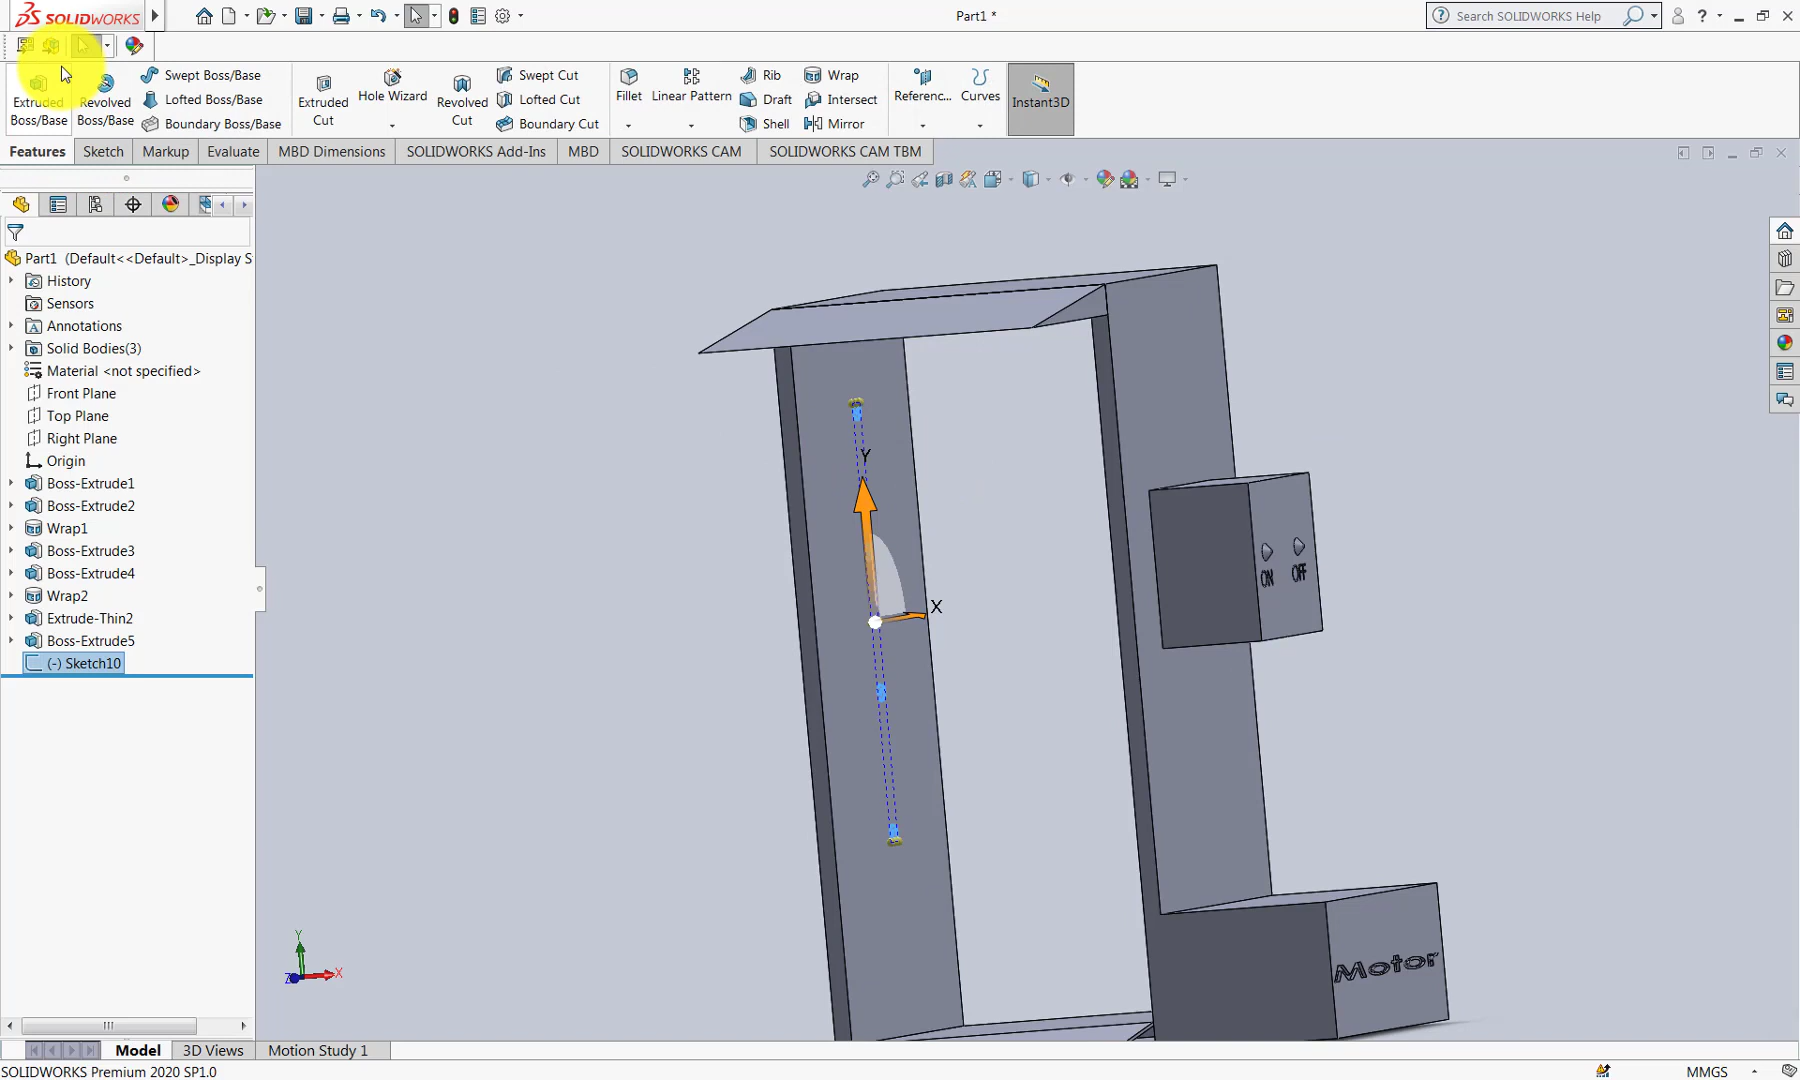 SOLIDWORKS
Part1 *
Search SOLIDWORKS Help
Extruded Boss/Base
Revolved Boss/Base
Swept Boss/Base
Lofted Boss/Base
Boundary Boss/Base
Extruded Cut
Hole Wizard
Revolved Cut
Swept Cut
Lofted Cut
Boundary Cut
Fillet
Linear Pattern
Rib
Draft
Shell
Wrap
Intersect
Mirror
Referenc...
Curves
Instant3D
Features
Sketch
Markup
Evaluate
MBD Dimensions
SOLIDWORKS Add-Ins
MBD
SOLIDWORKS CAM
SOLIDWORKS CAM TBM
Part1 (Default<<Default>_Display S
History
Sensors
Annotations
Solid Bodies(3)
Material <not specified>
Front Plane
Top Plane
Right Plane
Origin
Boss-Extrude1
Boss-Extrude2
Wrap1
Boss-Extrude3
Boss-Extrude4
Wrap2
Extrude-Thin2
Boss-Extrude5
(-) Sketch10
Y
X
ON
OFF
Motor
Y
Z
X
Model
3D Views
Motion Study 1
SOLIDWORKS Premium 2020 SP1.0
MMGS